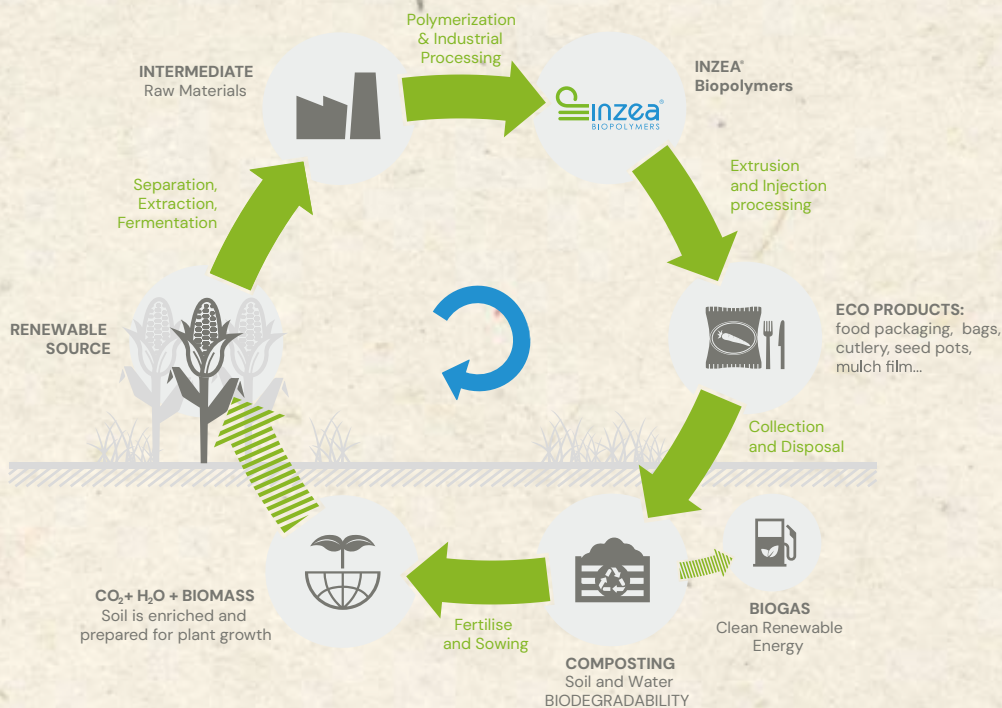 Polymerization
& Industrial
Processing
INTERMEDIATE
Raw Materials
inzea®
BIOPOLYMERS
INZEA®
Biopolymers
Separation,
Extraction,
Fermentation
Extrusion
and Injection
processing
RENEWABLE
SOURCE
ECO PRODUCTS:
food packaging, bags,
cutlery, seed pots,
mulch film...
Collection
and Disposal
CO₂+ H₂O + BIOMASS
Soil is enriched and
prepared for plant growth
Fertilise
and Sowing
COMPOSTING
Soil and Water
BIODEGRADABILITY
BIOGAS
Clean Renewable
Energy